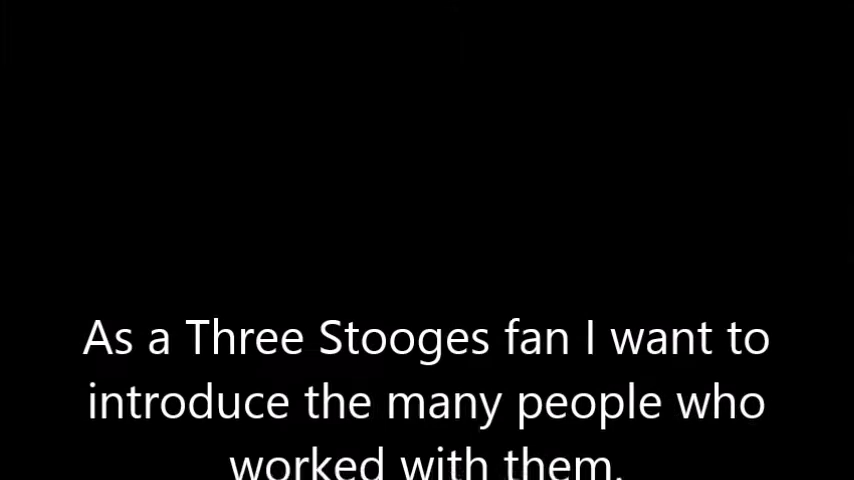 As a Three Stooges fan I want to
introduce the many people who
worked with them.